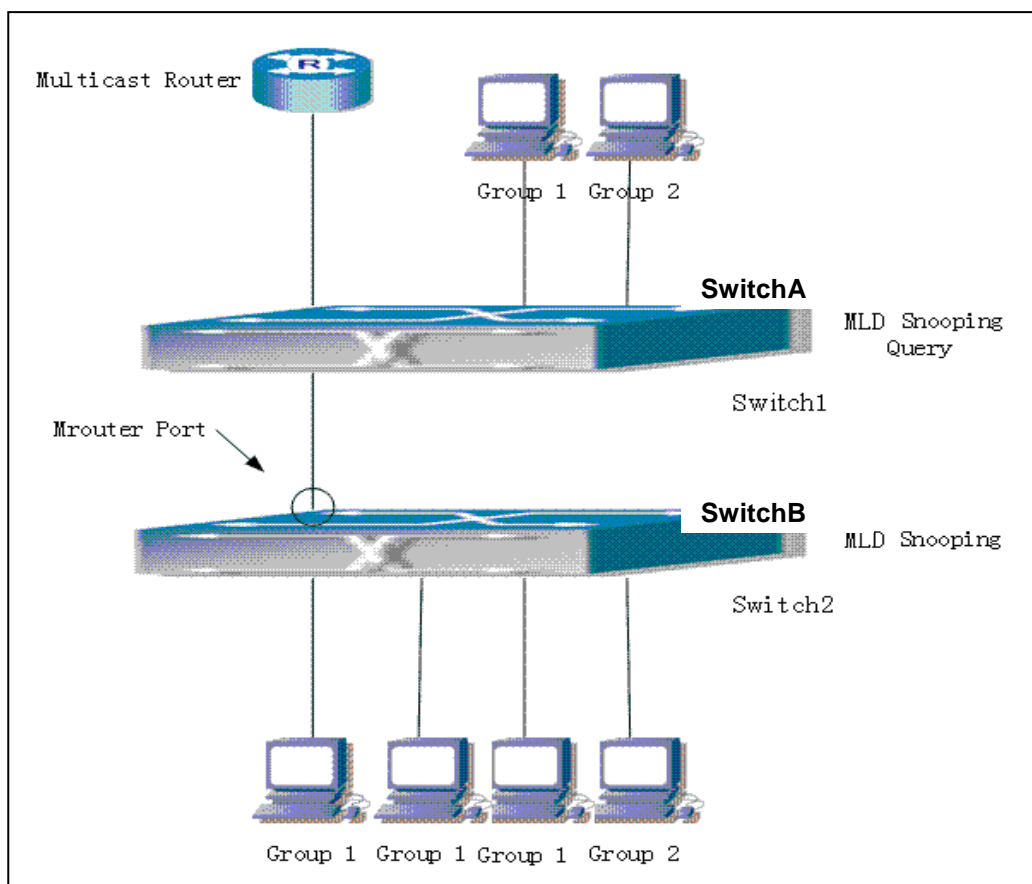 R
Multicast Router
Group 1 Group 2
SwitchA
MLD Snooping
Query
Switch1
Mrouter Port
SwitchB
MLD Snooping
Switch2
Group 1 Group 1 Group 1 Group 2